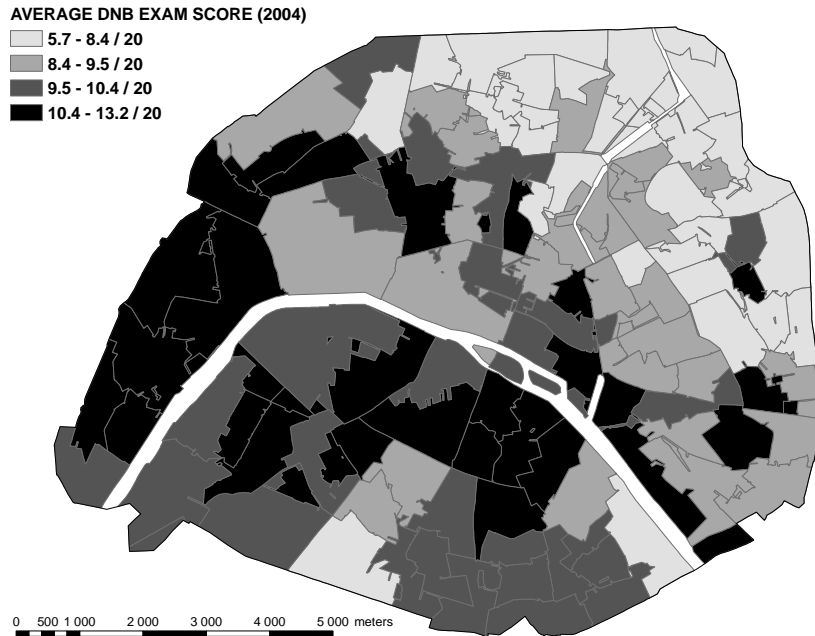 AVERAGE DNB EXAM SCORE (2004)
5.7 - 8.4 / 20
8.4 - 9.5 / 20
9.5 - 10.4 / 20
10.4 - 13.2 / 20
0 500 1 000 2 000 3 000 4 000 5 000 meters